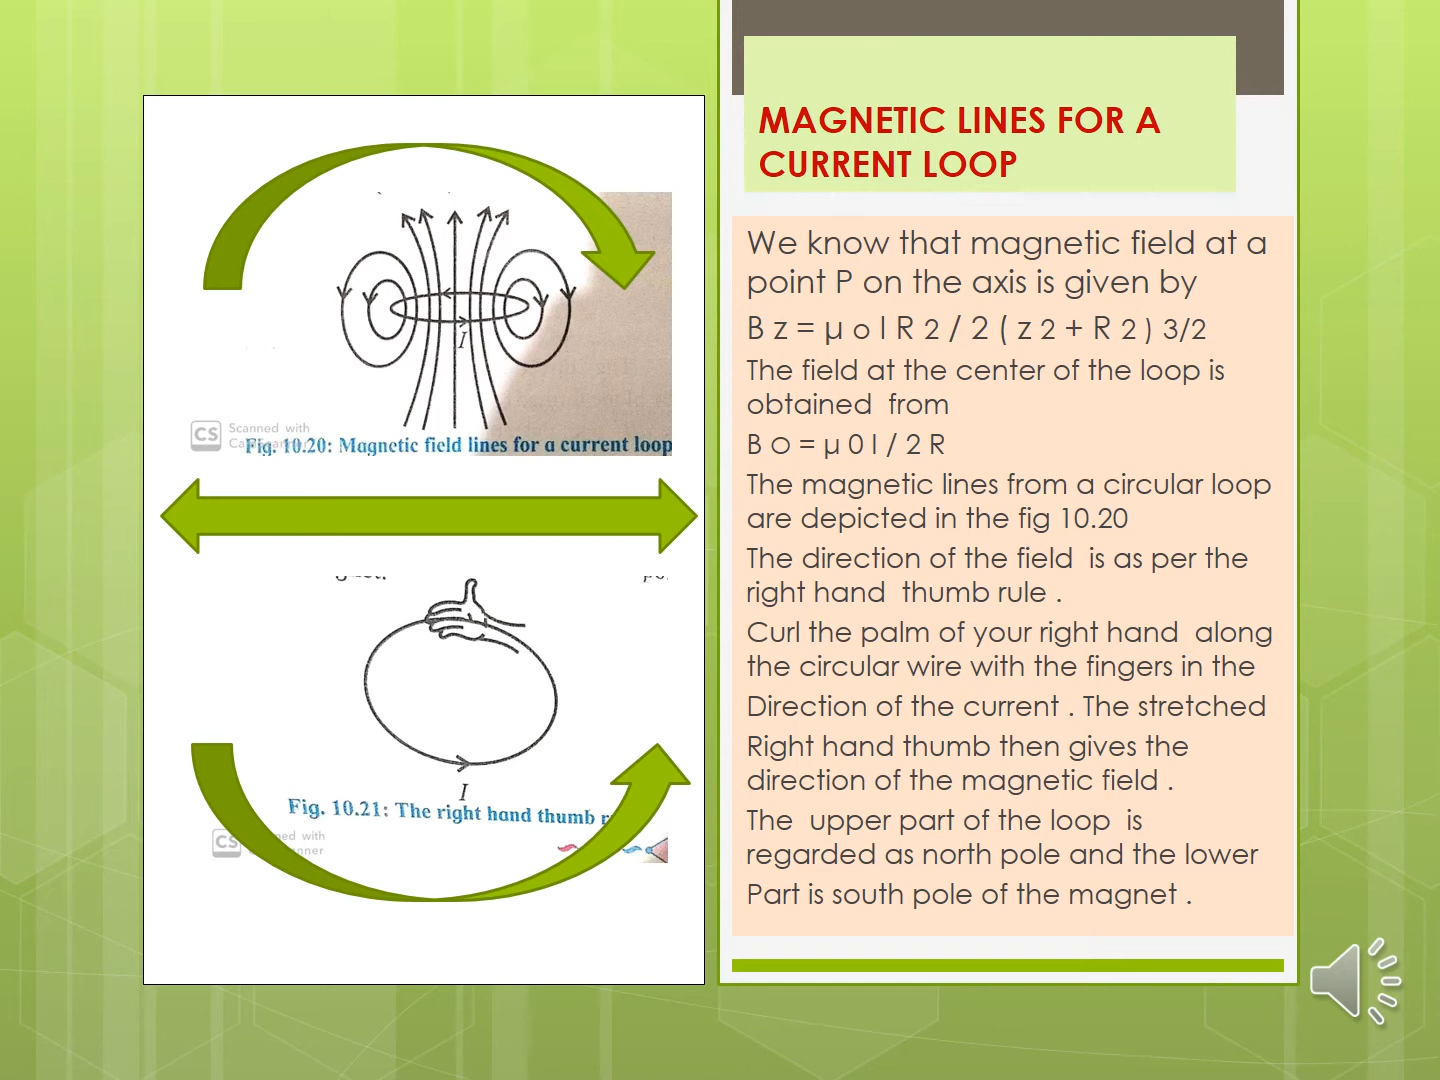 MAGNETIC LINES FOR A
CURRENT LOOP
We know that magnetic field at a
point P on the axis is given by
B z = μ o I R 2 / 2 ( z 2 + R 2 ) 3/2
The field at the center of the loop is
obtained from
B o = μ 0 I / 2 R
The magnetic lines from a circular loop
are depicted in the fig 10.20
The direction of the field is as per the
right hand thumb rule .
Curl the palm of your right hand along
the circular wire with the fingers in the
Direction of the current . The stretched
Right hand thumb then gives the
direction of the magnetic field .
The upper part of the loop is
regarded as north pole and the lower
Part is south pole of the magnet .
I
CS Scanned with
Fig. 10.20: Magnetic field lines for a current loop
I
Fig. 10.21: The right hand thumb
CS with